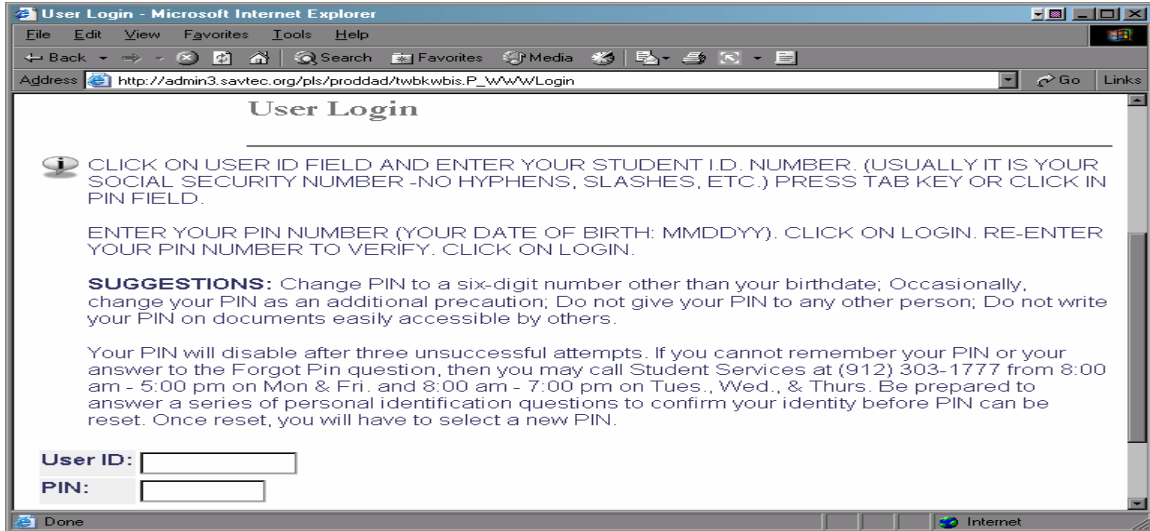 User Login - Microsoft Internet Explorer
File Edit View Favorites Tools Help
Back Search Favorites Media
Address http://admin3.savtec.org/pls/proddad/twbkwbis.P_WWWLogin Go Links
User Login
CLICK ON USER ID FIELD AND ENTER YOUR STUDENT I.D. NUMBER. (USUALLY IT IS YOUR
SOCIAL SECURITY NUMBER -NO HYPHENS, SLASHES, ETC.) PRESS TAB KEY OR CLICK IN
PIN FIELD.
ENTER YOUR PIN NUMBER (YOUR DATE OF BIRTH: MMDDYY). CLICK ON LOGIN. RE-ENTER
YOUR PIN NUMBER TO VERIFY. CLICK ON LOGIN.
SUGGESTIONS: Change PIN to a six-digit number other than your birthdate; Occasionally,
change your PIN as an additional precaution; Do not give your PIN to any other person; Do not write
your PIN on documents easily accessible by others.
Your PIN will disable after three unsuccessful attempts. If you cannot remember your PIN or your
answer to the Forgot Pin question, then you may call Student Services at (912) 303-1777 from 8:00
am - 5:00 pm on Mon & Fri. and 8:00 am - 7:00 pm on Tues., Wed., & Thurs. Be prepared to
answer a series of personal identification questions to confirm your identity before PIN can be
reset. Once reset, you will have to select a new PIN.
User ID:
PIN:
Done Internet